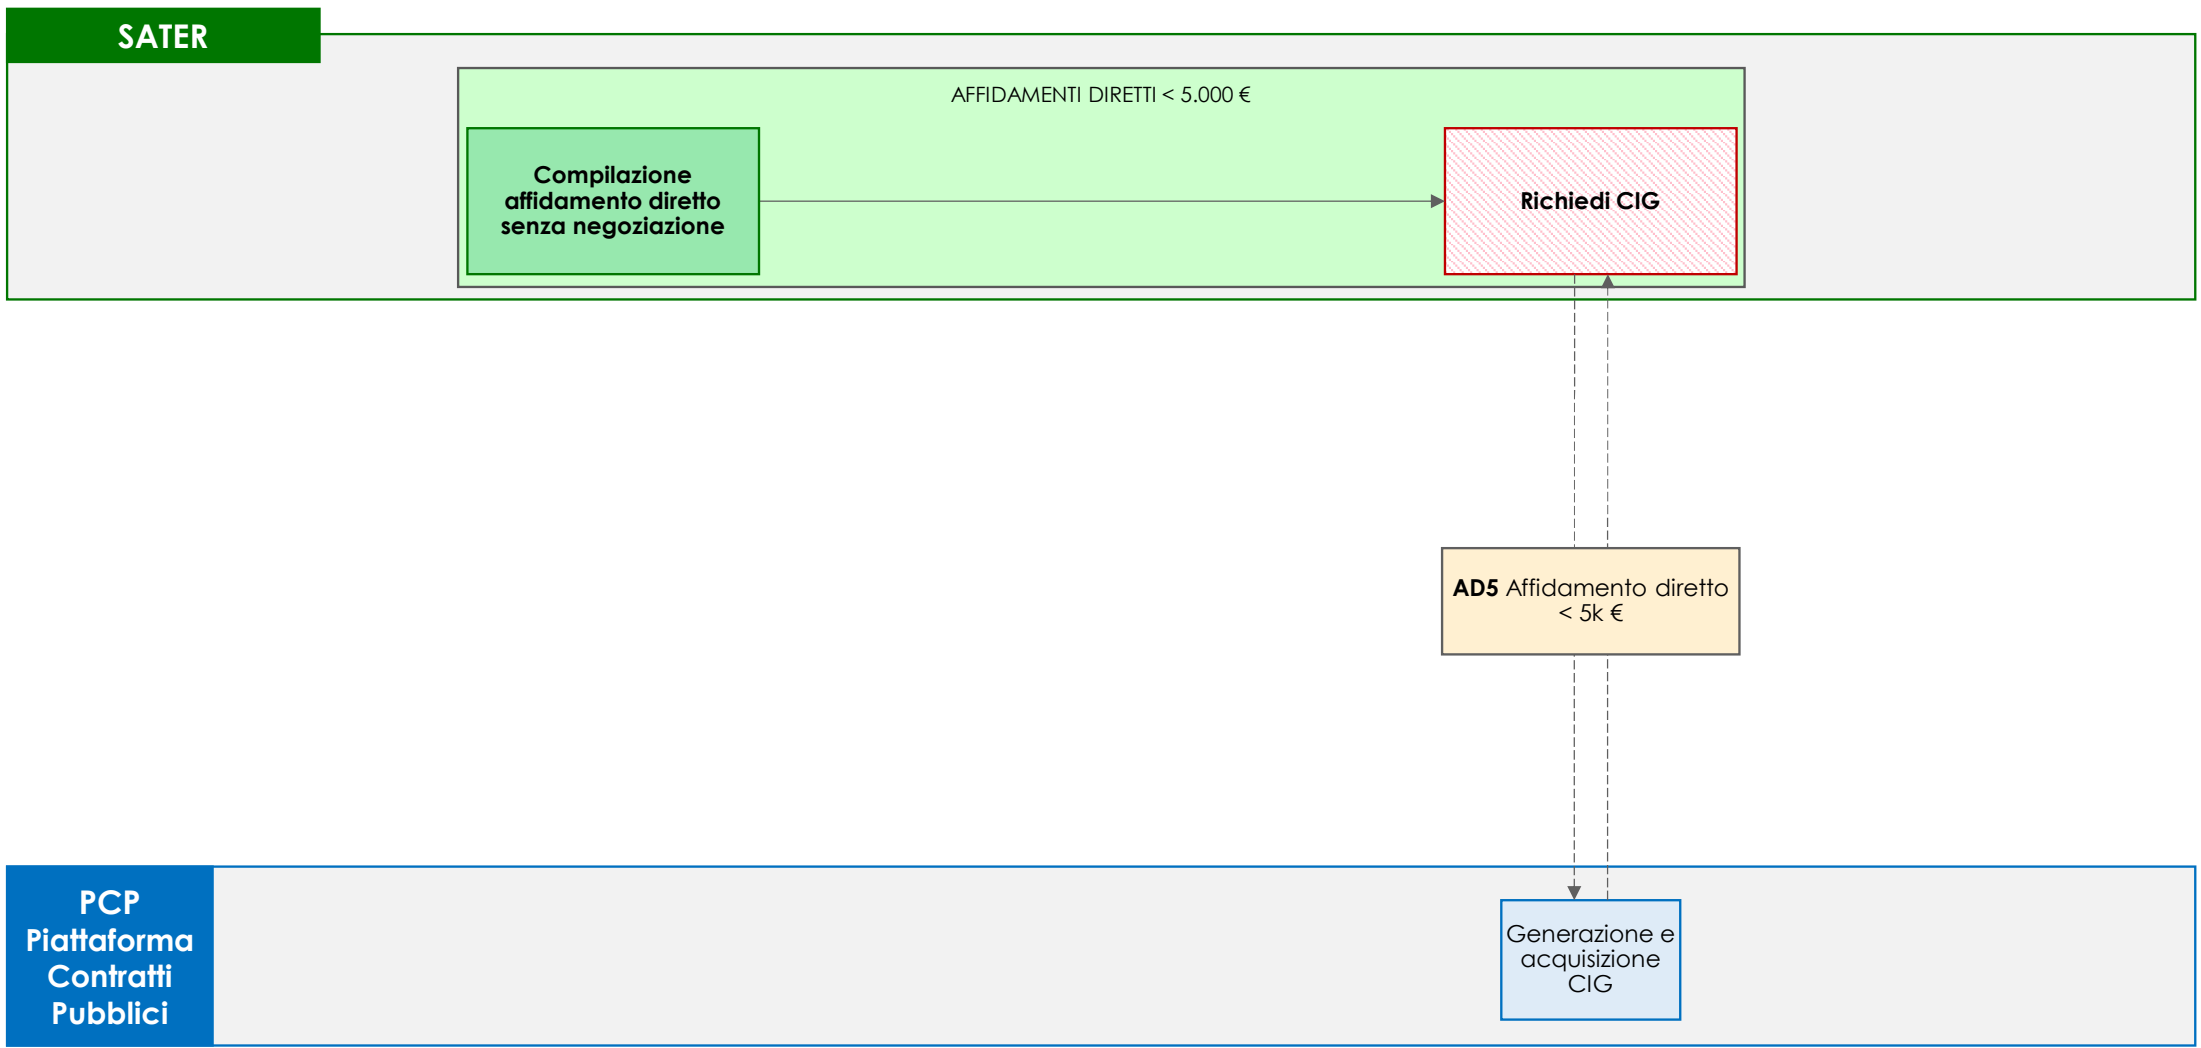 SATER
AFFIDAMENTI DIRETTI < 5.000 €
Compilazione
affidamento diretto
senza negoziazione
Richiedi CIG
AD5 Affidamento diretto
< 5k €
PCP
Piattaforma
Contratti
Pubblici
Generazione e
acquisizione
CIG